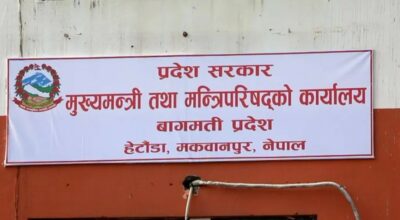 प्रदेश सरकार
मुख्यमन्त्री तथा मन्त्रिपरिषद्को कार्यालय
बागमती प्रदेश
हेटौंडा, मकवानपुर, नेपाल